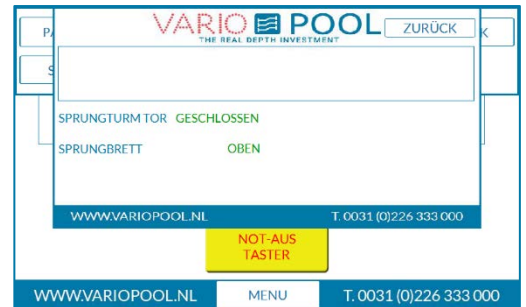 VARIO POOL
THE REAL DEPTH INVESTMENT
ZURÜCK
SPRUNGTURM TOR GESCHLOSSEN
SPRUNGBRETT OBEN
WWW.VARIOPOOL.NL T. 0031 (0)226 333 000
NOT-AUS
TASTER
WWW.VARIOPOOL.NL MENU T. 0031 (0)226 333 000